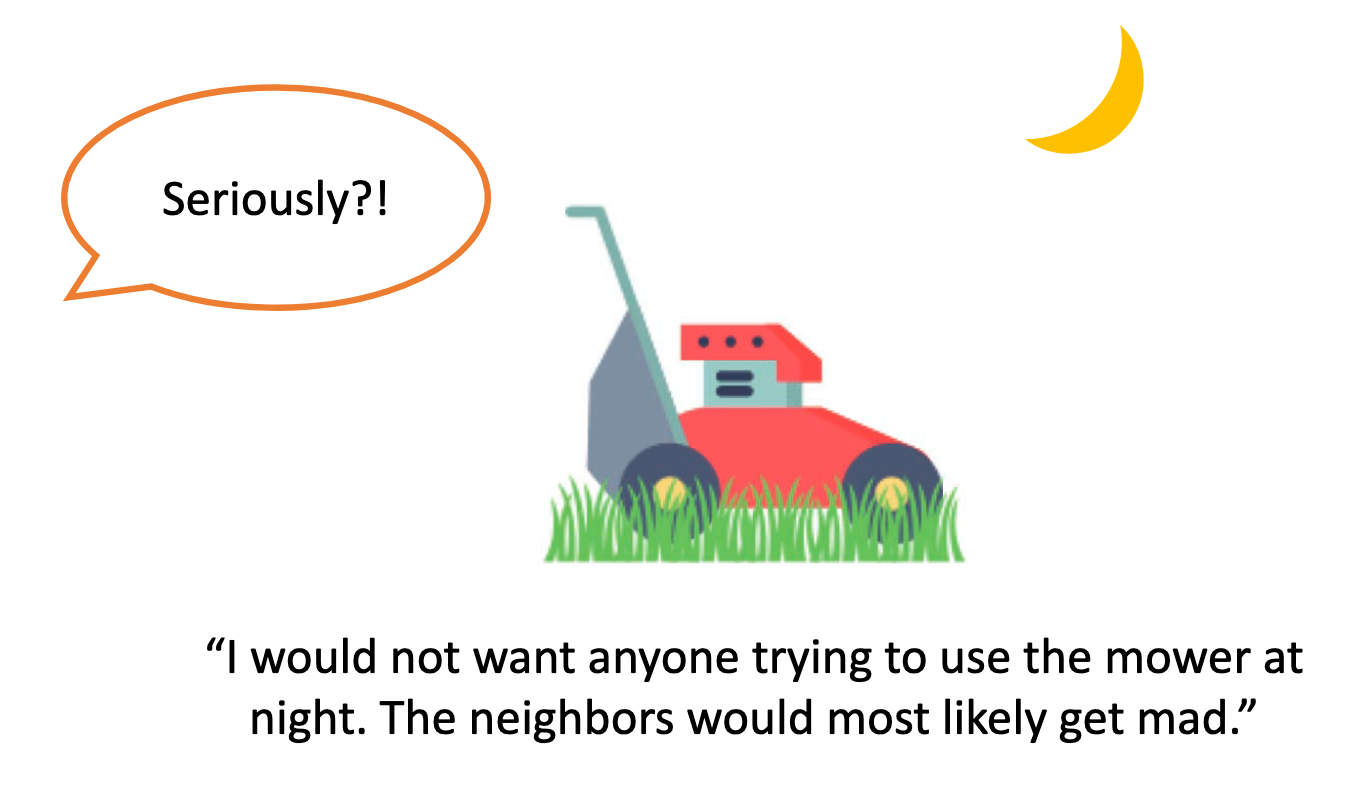 Seriously?!
“I would not want anyone trying to use the mower at
night. The neighbors would most likely get mad.”